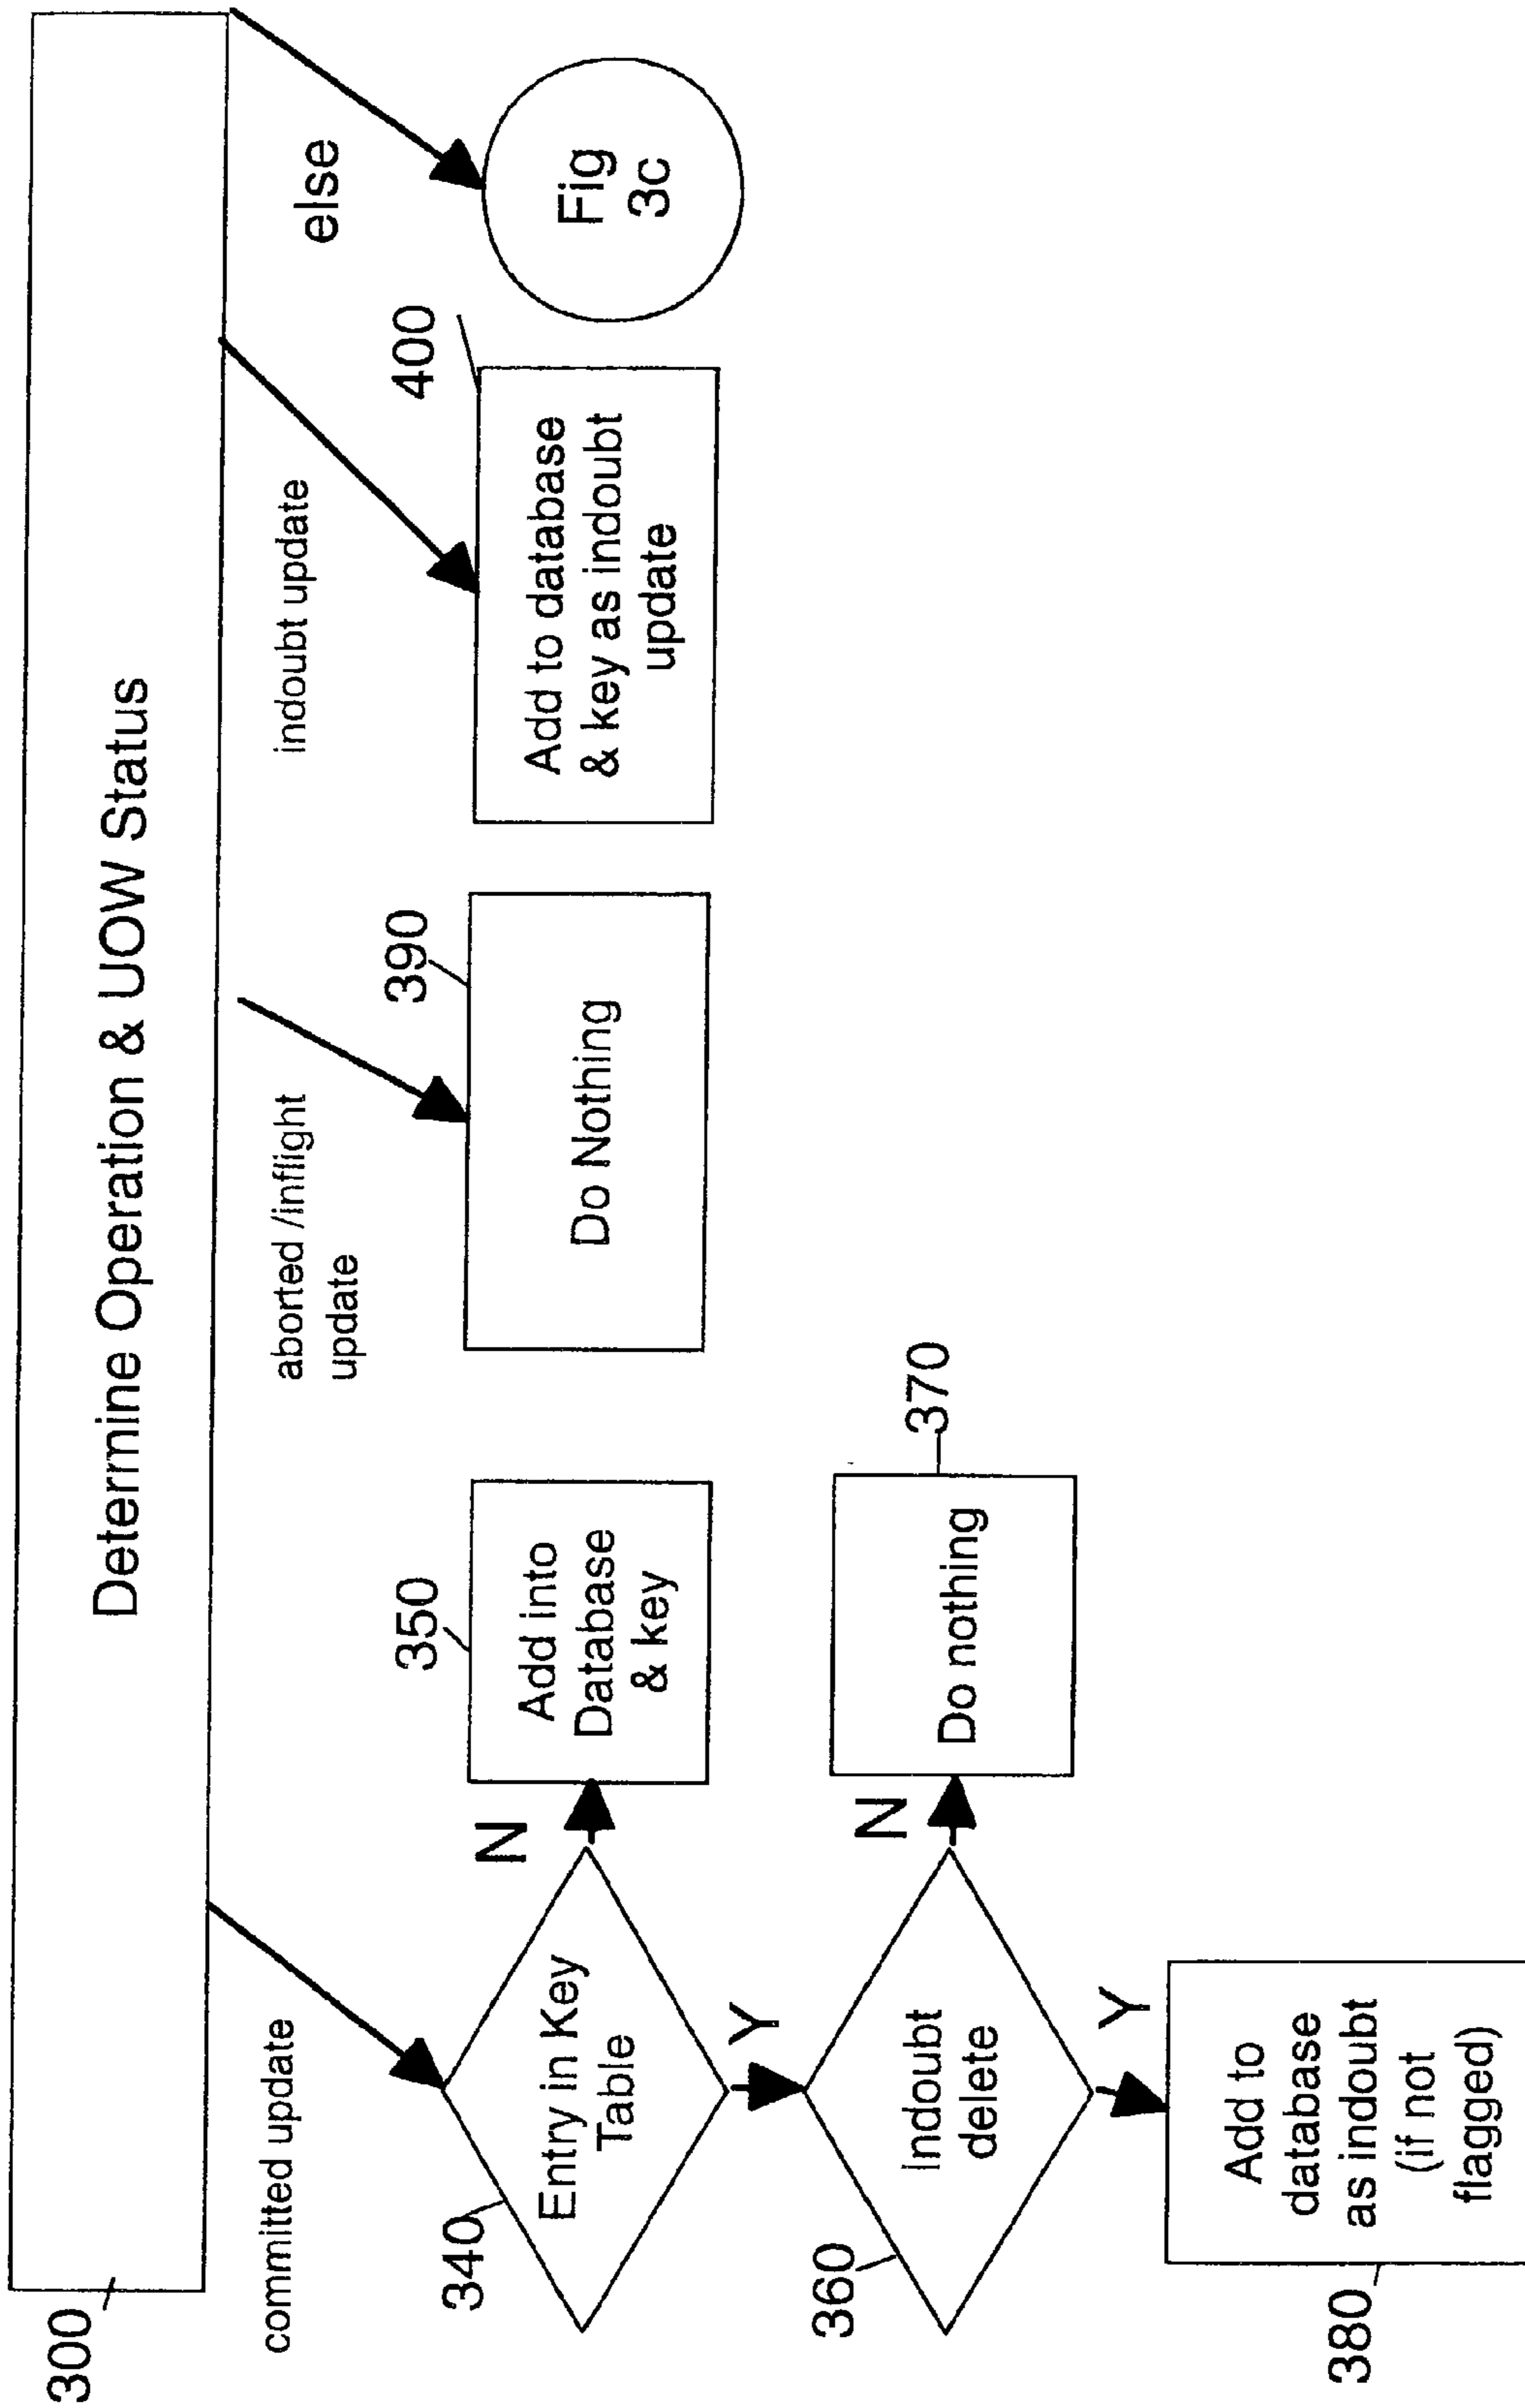 300
Determine Operation & UOW Status
committed update
aborted /inflight
update
indoubt update
else
340
Entry in Key
Table
N
350
Add into
Database
& key
390
Do Nothing
400
Add to database
& key as indoubt
update
Fig
3c
Y
360
Indoubt
delete
N
370
Do nothing
Y
380
Add to
database
as indoubt
(if not
flagged)